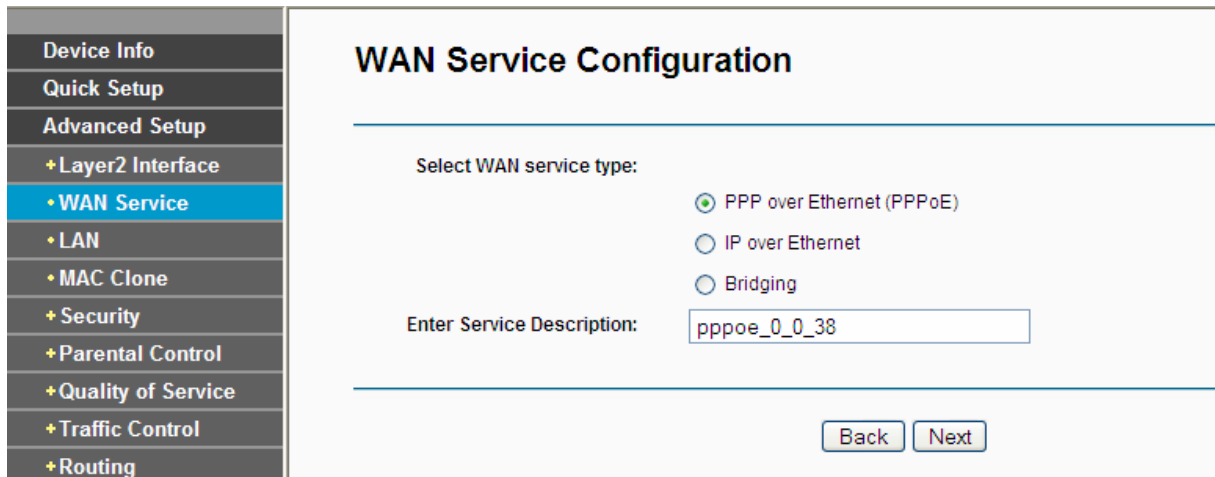 Device Info
Quick Setup
Advanced Setup
+Layer2 Interface
•WAN Service
•LAN
•MAC Clone
+Security
+Parental Control
+Quality of Service
+Traffic Control
+Routing
WAN Service Configuration
Select WAN service type:
PPP over Ethernet (PPPoE)
IP over Ethernet
Bridging
Enter Service Description: pppoe_0_0_38
Back Next